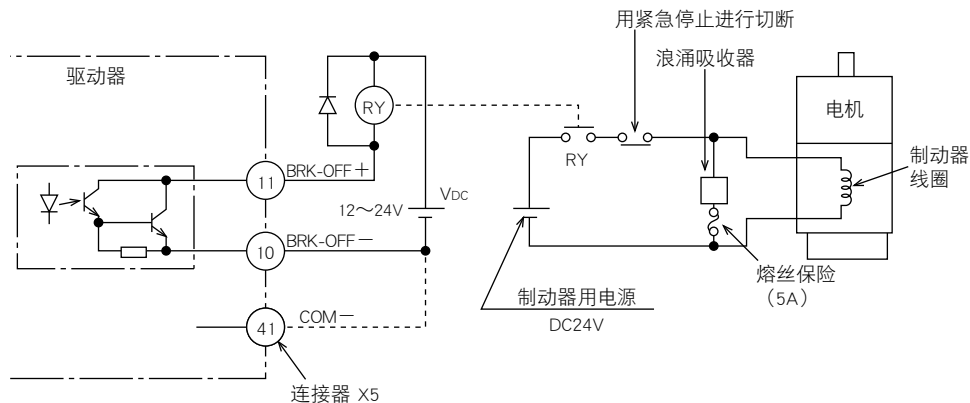 用紧急停止进行切断
浪涌吸收器
驱动器
RY
电机
RY
制动器
线圈
11
BRK-OFF＋
12～24V
VDC
10
BRK-OFF－
熔丝保险
（5A）
制动器用电源
DC24V
41
COM－
连接器 X5